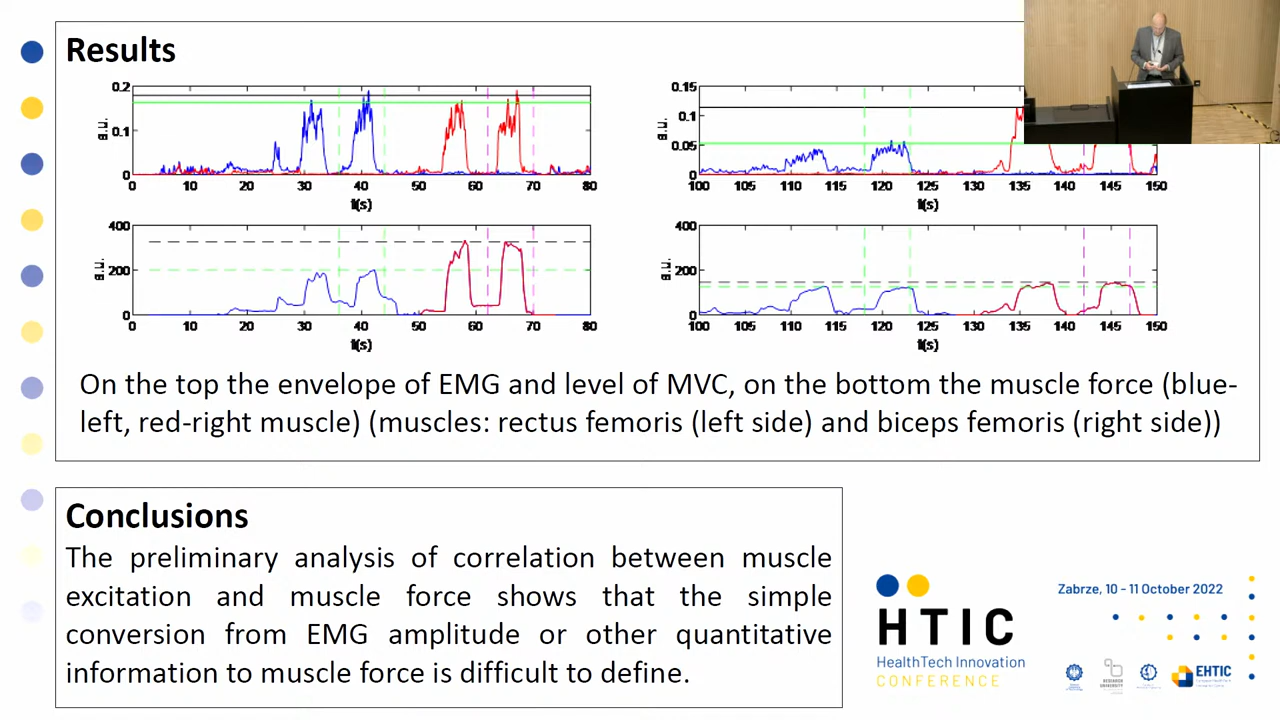 Results
0.2
0.1
0
a.u.
0 10 20 30 40 50 60 70 80
t(s)
0.15
0.1
0.05
0
a.u.
100 105 110 115 120 125 130 135 140 145 150
t(s)
400
200
0
a.u.
0 10 20 30 40 50 60 70 80
t(s)
400
200
0
a.u.
100 105 110 115 120 125 130 135 140 145 150
t(s)
On the top the envelope of EMG and level of MVC, on the bottom the muscle force (blue-
left, red-right muscle) (muscles: rectus femoris (left side) and biceps femoris (right side))
Conclusions
The preliminary analysis of correlation between muscle
excitation and muscle force shows that the simple
conversion from EMG amplitude or other quantitative
information to muscle force is difficult to define.
HTIC
HealthTech Innovation
CONFERENCE
Zabrze, 10 - 11 October 2022
EHTIC